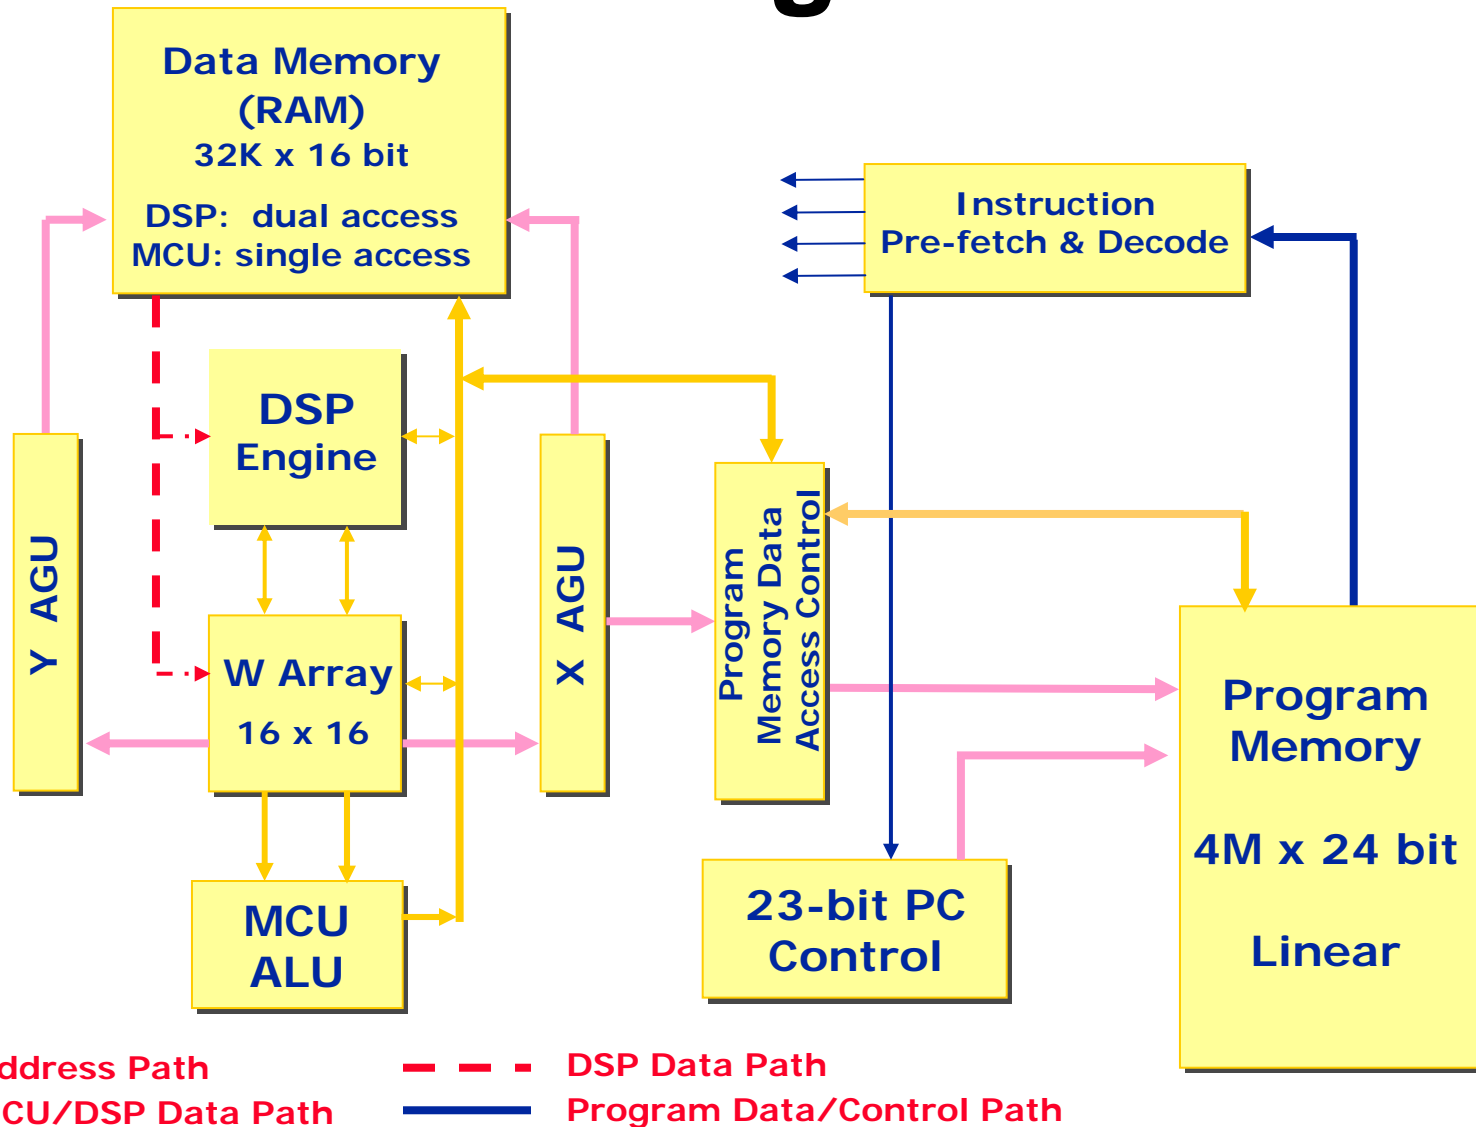 Data Memory
(RAM)
32K x 16 bit
DSP: dual access
MCU: single access
Instruction
Pre-fetch & Decode
DSP
Engine
Y AGU
X AGU
Program
Memory Data
Access Control
W Array
16 x 16
Program
Memory
4M x 24 bit
Linear
MCU
ALU
23-bit PC
Control
ddress Path
DSP Data Path
CU/DSP Data Path
Program Data/Control Path